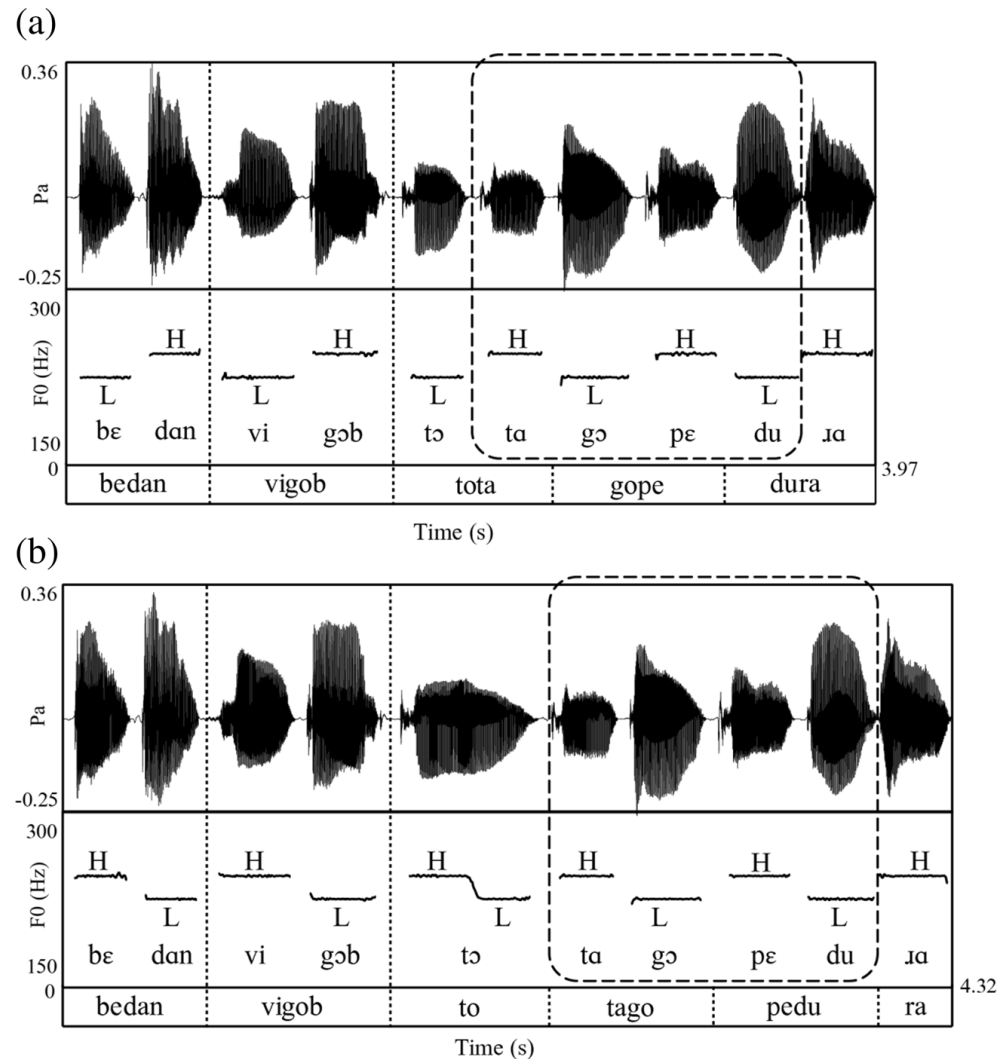 (a)
0.36
Pa
-0.25
300
F0 (Hz)
150
H H H H H
L L L L L
bɛ dɑn vi gɔb tɔ tɑ gɔ pɛ du ɹɑ
0 3.97
bedan vigob tota gope dura
Time (s)
(b)
0.36
Pa
-0.25
300
F0 (Hz)
150
H H H H H H
L L L L L
bɛ dɑn vi gɔb tɔ tɑ gɔ pɛ du ɹɑ
0 4.32
bedan vigob to tago pedu ra
Time (s)